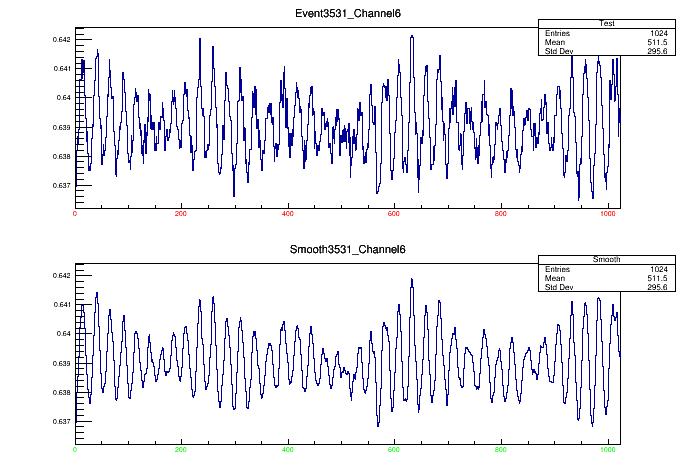 Event3531_Channel6
Test
Entries 1024
Mean 511.5
Std Dev 295.6
0.642
0.641
0.64
0.639
0.638
0.637
0 200 400 600 800 1000
Smooth3531_Channel6
Smooth
Entries 1024
Mean 511.5
Std Dev 295.6
0.642
0.641
0.64
0.639
0.638
0.637
0 200 400 600 800 1000